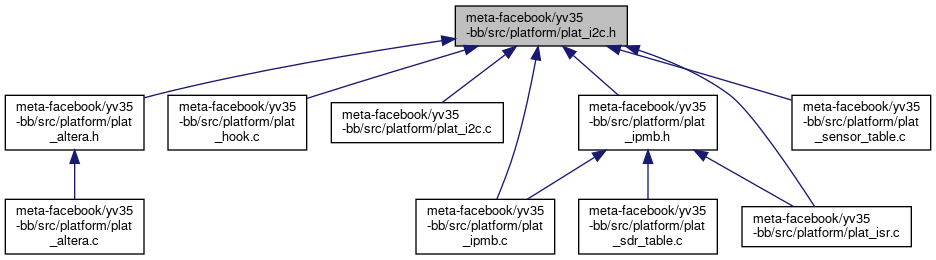 meta-facebook/yv35
-bb/src/platform/plat_i2c.h
meta-facebook/yv35
-bb/src/platform/plat
_altera.h
meta-facebook/yv35
-bb/src/platform/plat
_hook.c
meta-facebook/yv35
-bb/src/platform/plat_i2c.c
meta-facebook/yv35
-bb/src/platform/plat
_ipmb.h
meta-facebook/yv35
-bb/src/platform/plat
_sensor_table.c
meta-facebook/yv35
-bb/src/platform/plat
_altera.c
meta-facebook/yv35
-bb/src/platform/plat
_ipmb.c
meta-facebook/yv35
-bb/src/platform/plat
_sdr_table.c
meta-facebook/yv35
-bb/src/platform/plat_isr.c